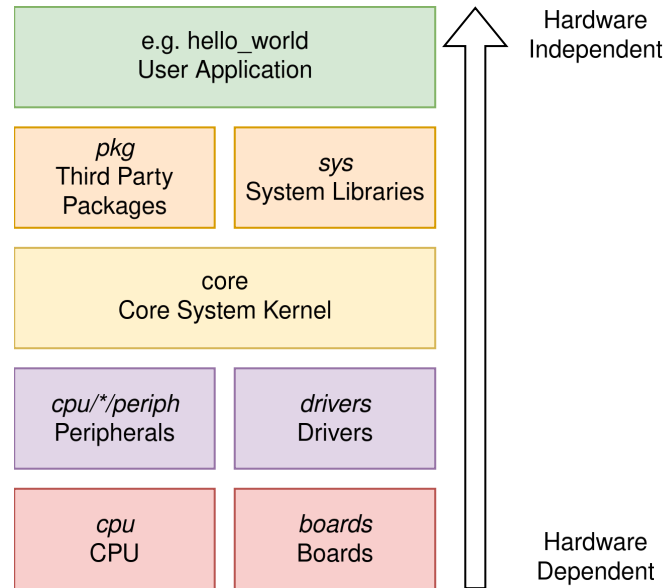 e.g. hello_world
User Application
Hardware
Independent
pkg
Third Party
Packages
sys
System Libraries
core
Core System Kernel
cpu/*/periph
Peripherals
drivers
Drivers
cpu
CPU
boards
Boards
Hardware
Dependent